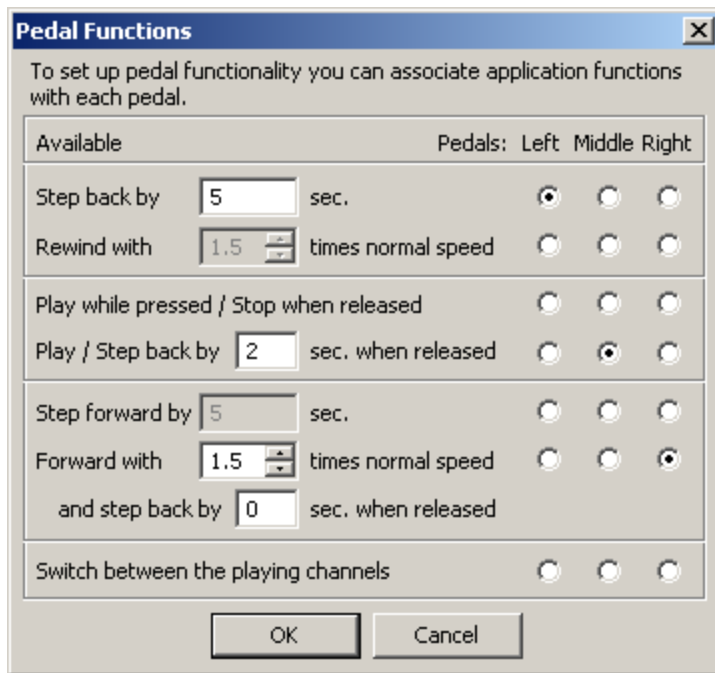 Pedal Functions
To set up pedal functionality you can associate application functions
with each pedal.
Available Pedals: Left Middle Right
Step back by 5 sec.
Rewind with 1.5 times normal speed
Play while pressed / Stop when released
Play / Step back by 2 sec. when released
Step forward by 5 sec.
Forward with 1.5 times normal speed
and step back by 0 sec. when released
Switch between the playing channels
OK Cancel